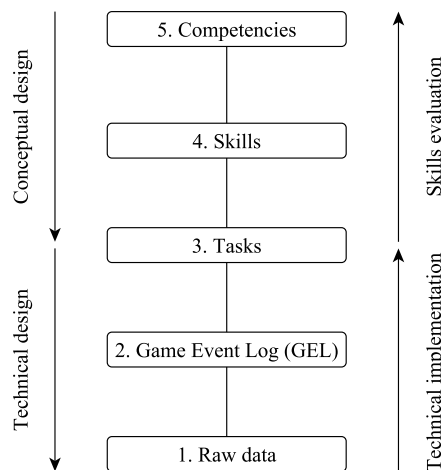 5. Competencies
4. Skills
3. Tasks
2. Game Event Log (GEL)
1. Raw data
Conceptual design
Technical design
Skills evaluation
Technical implementation